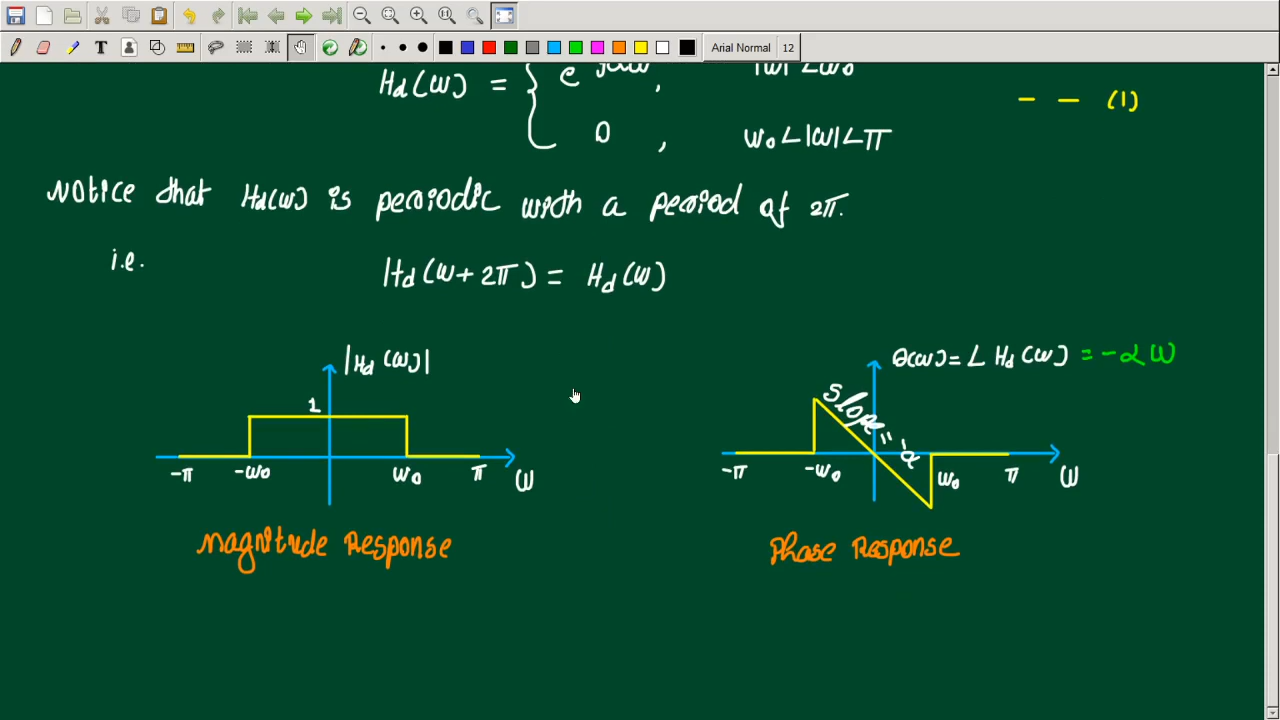 Arial Normal 12
Hd(ω) = { e^-jαω, |ω| < ω0
0, ω0 < |ω| < π
- - (1)
Notice that Hd(ω) is periodic with a period of 2π.
i.e. Hd(ω+2π) = Hd(ω)
|Hd(ω)|
1
-π -ω0 ω0 π ω
Magnitude Response
θ(ω) = ∠ Hd(ω) = -αω
slope = -α
-π -ω0 ω0 π ω
Phase Response